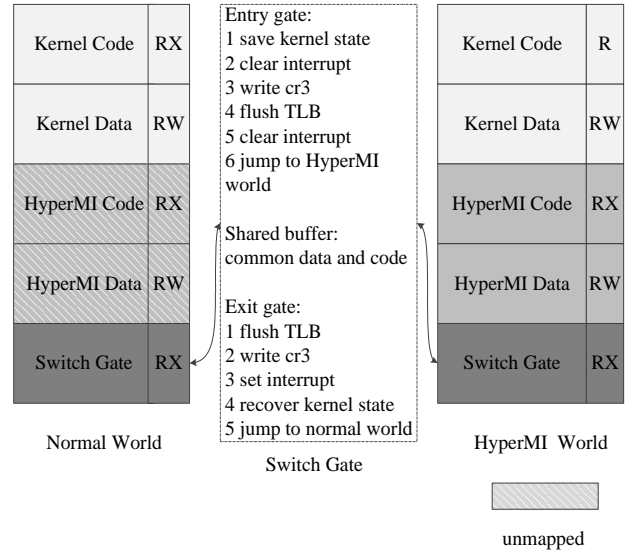 Kernel Code RX
Kernel Data RW
HyperMI Code RX
HyperMI Data RW
Switch Gate RX
Normal World
Entry gate:
1 save kernel state
2 clear interrupt
3 write cr3
4 flush TLB
5 clear interrupt
6 jump to HyperMI
world
Shared buffer:
common data and code
Exit gate:
1 flush TLB
2 write cr3
3 set interrupt
4 recover kernel state
5 jump to normal world
Switch Gate
Kernel Code R
Kernel Data RW
HyperMI Code RX
HyperMI Data RW
Switch Gate RX
HyperMI World
unmapped